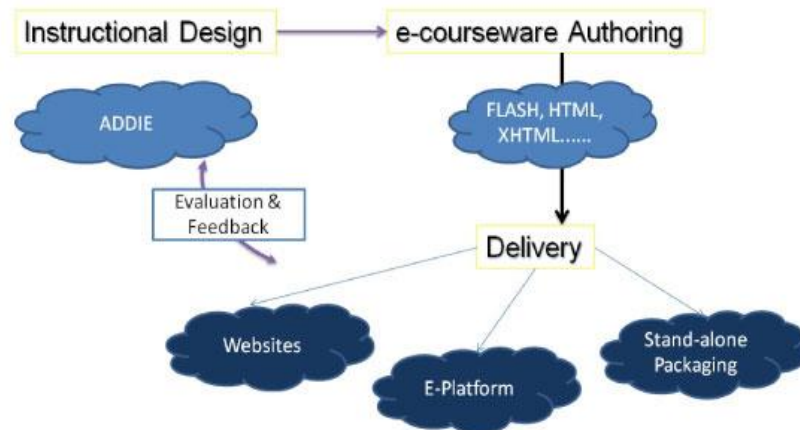 Instructional Design
e-courseware Authoring
ADDIE
FLASH, HTML,
XHTML......
Evaluation &
Feedback
Delivery
Websites
E-Platform
Stand-alone
Packaging